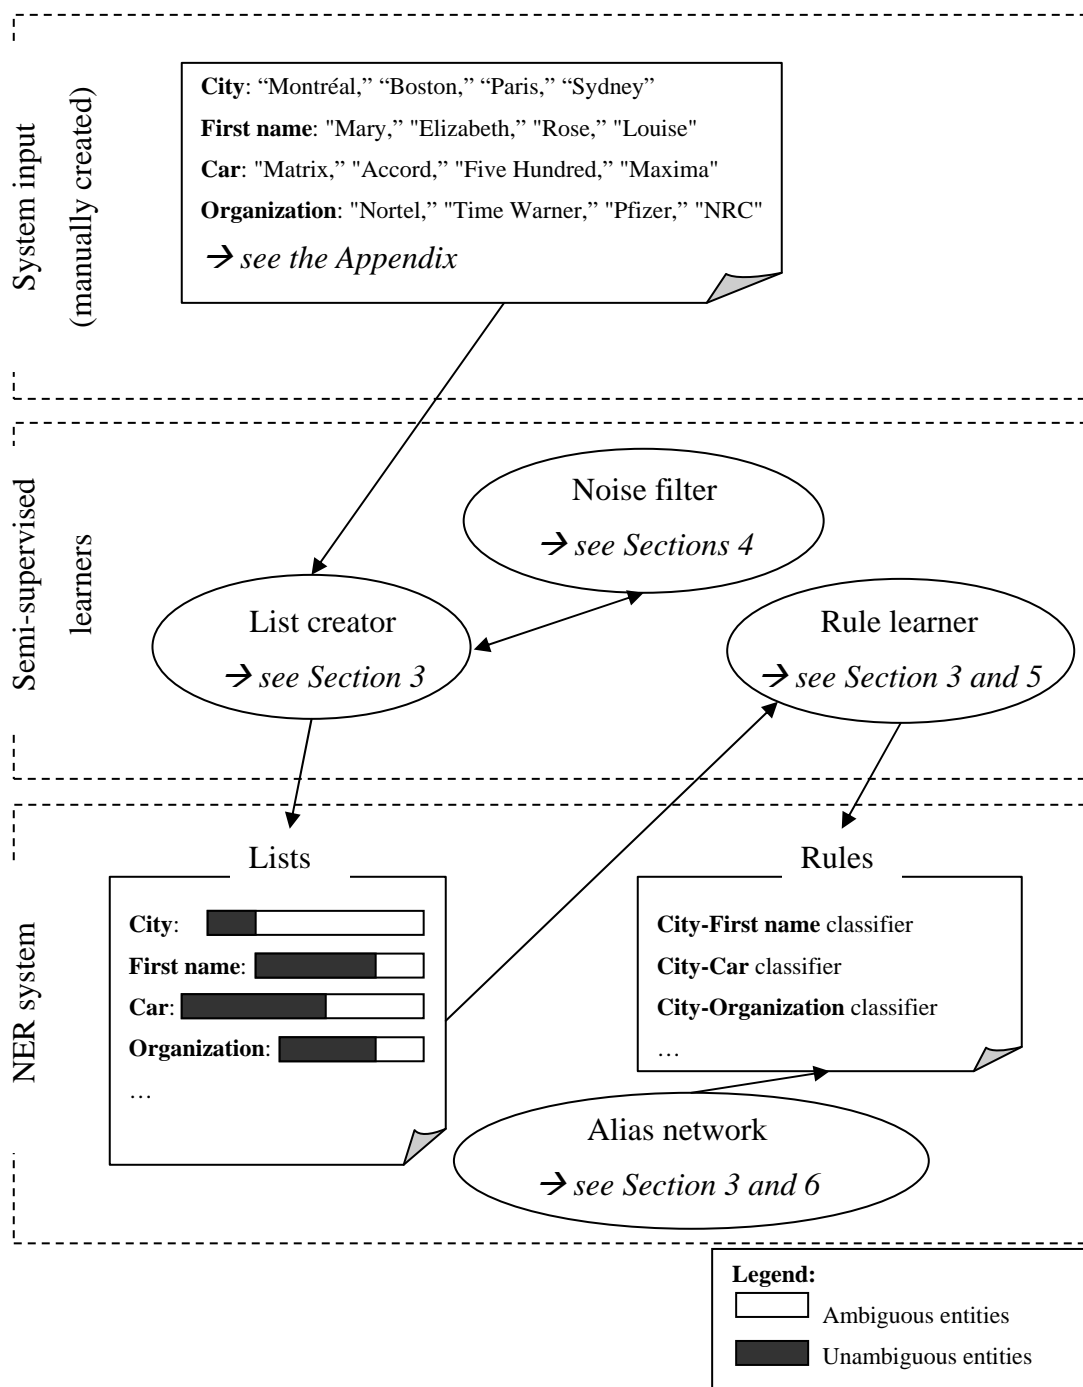 System input
(manually created)
City: “Montréal,” “Boston,” “Paris,” “Sydney”
First name: "Mary,” "Elizabeth,” "Rose,” "Louise"
Car: "Matrix,” "Accord,” "Five Hundred,” "Maxima"
Organization: "Nortel,” "Time Warner,” "Pfizer,” "NRC"
→ see the Appendix
Semi-supervised
learners
Noise filter
→ see Sections 4
List creator
→ see Section 3
Rule learner
→ see Section 3 and 5
NER system
Lists
City:
First name:
Car:
Organization:
…
Rules
City-First name classifier
City-Car classifier
City-Organization classifier
…
Alias network
→ see Section 3 and 6
Legend:
Ambiguous entities
Unambiguous entities